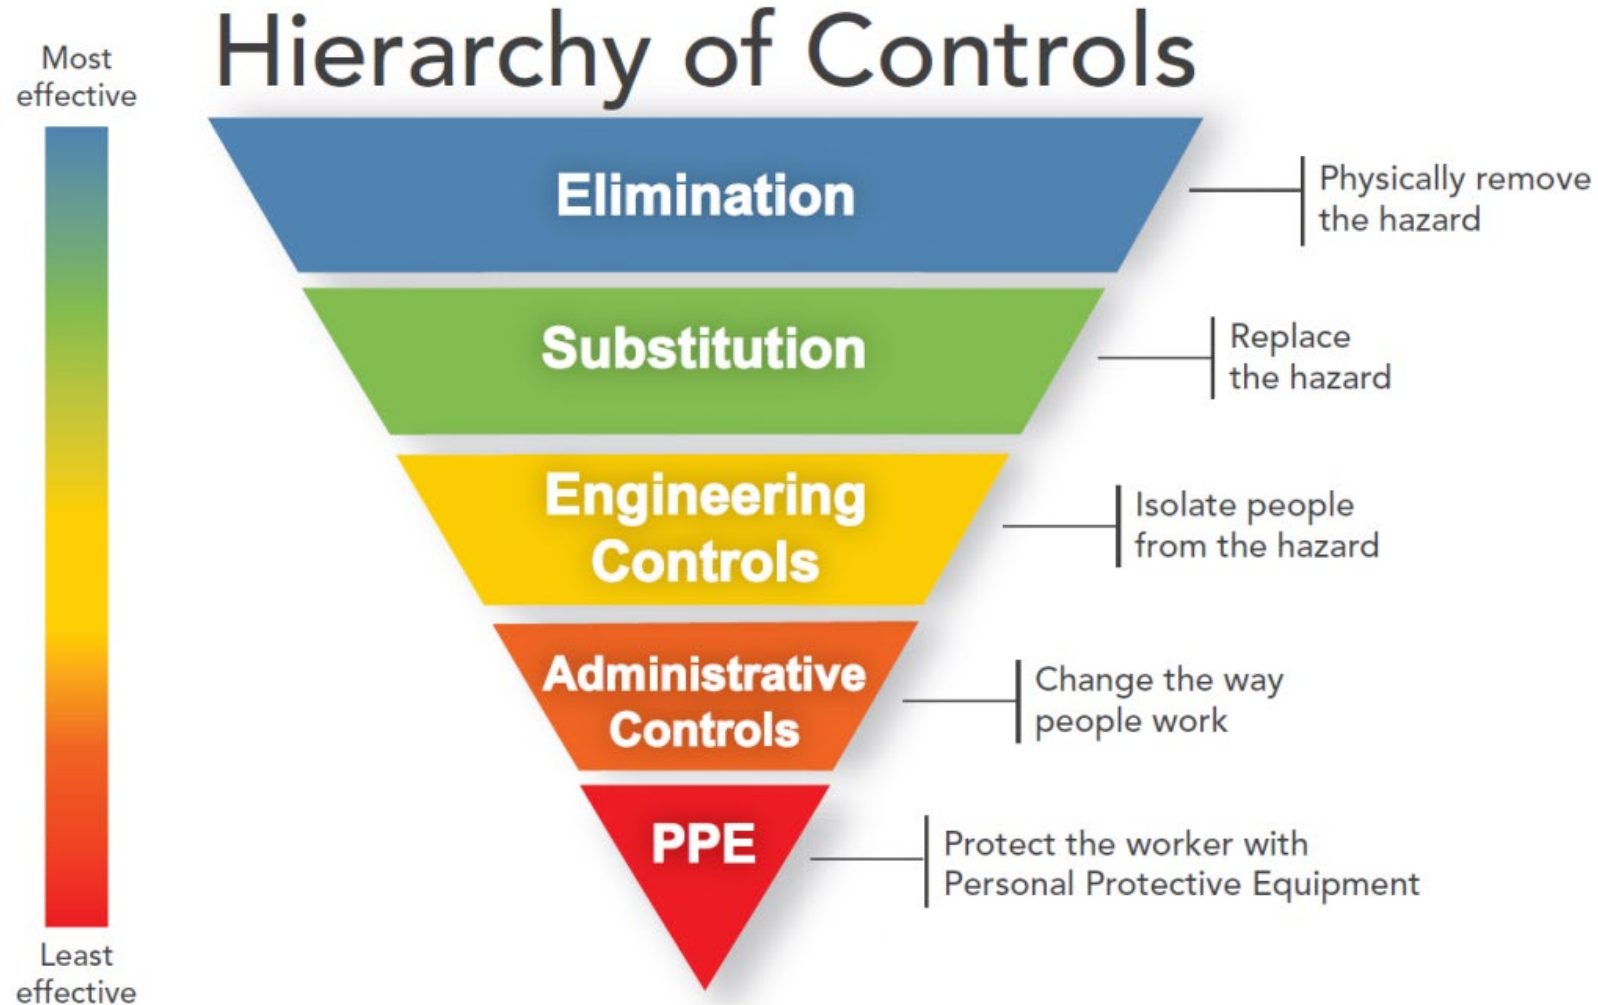 Hierarchy of Controls
Most
effective
Elimination
Physically remove
the hazard
Substitution
Replace
the hazard
Engineering
Controls
Isolate people
from the hazard
Administrative
Controls
Change the way
people work
PPE
Protect the worker with
Personal Protective Equipment
Least
effective